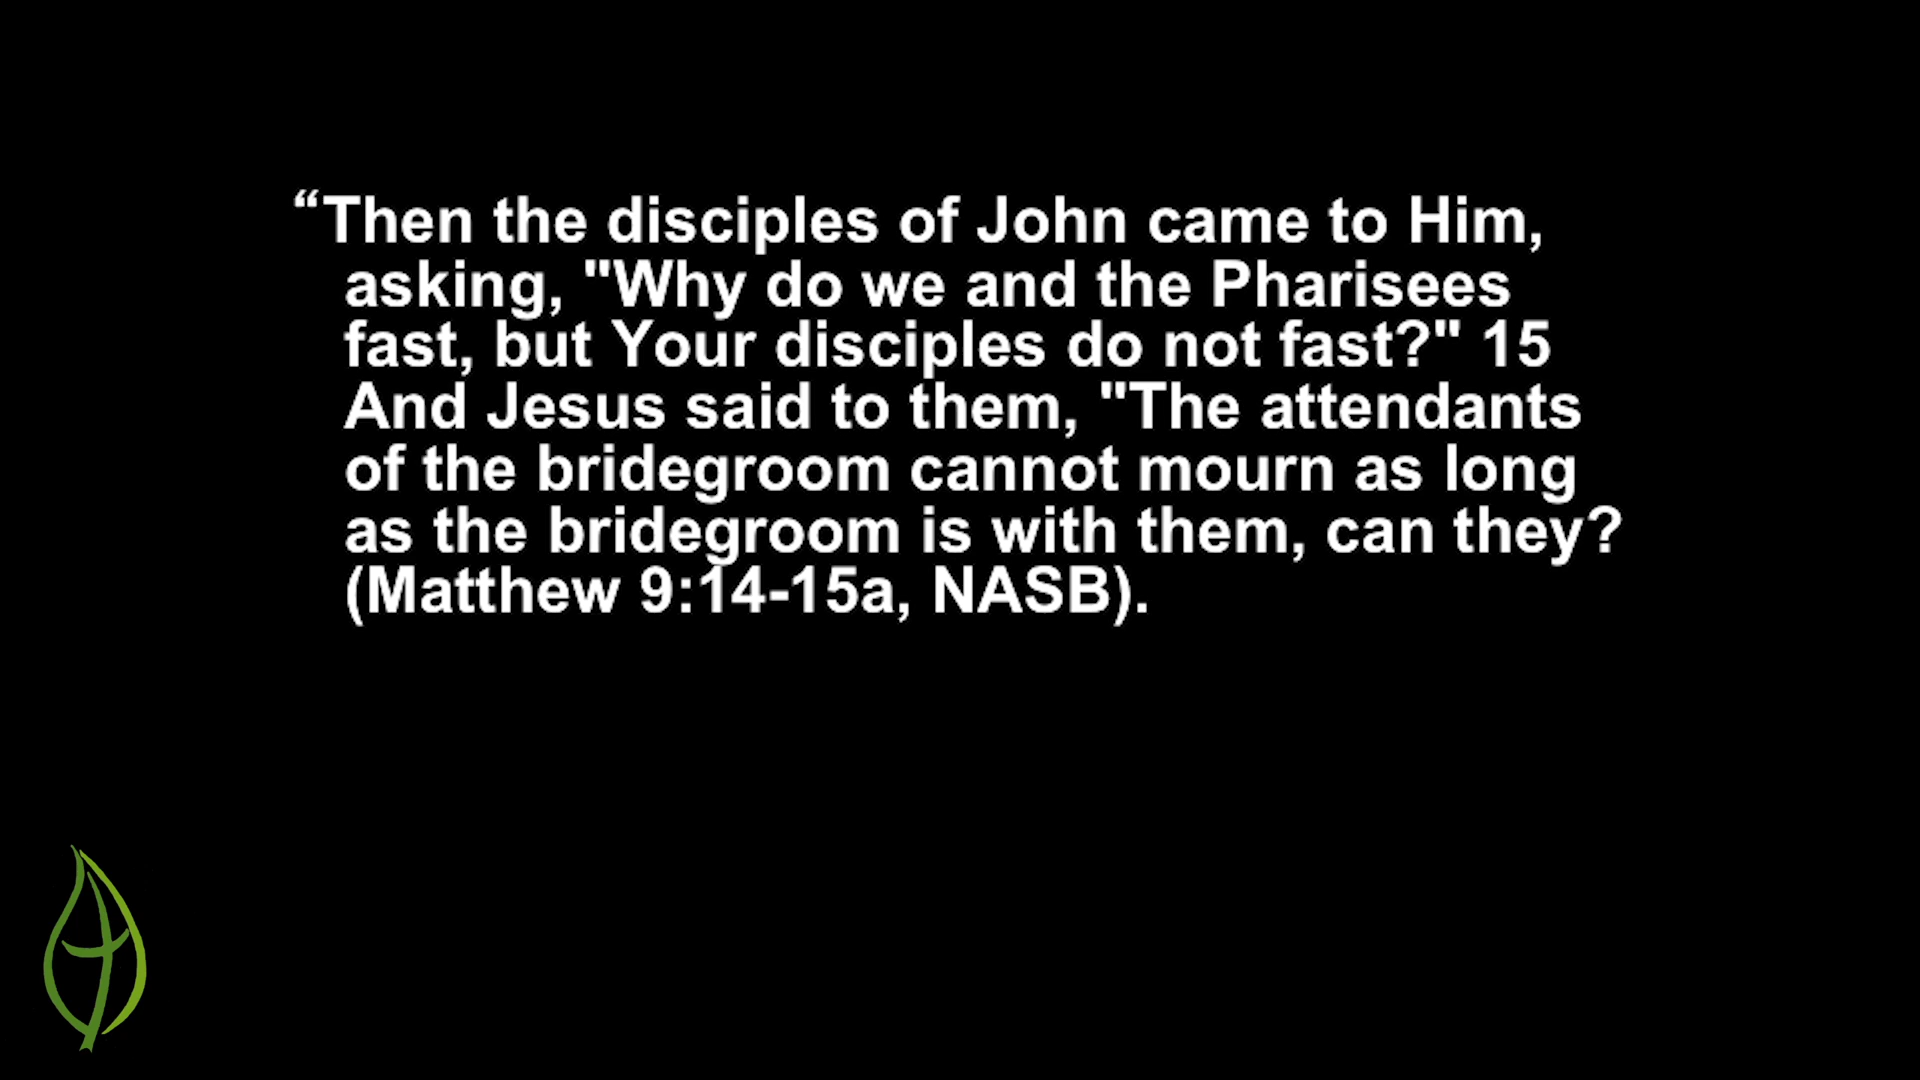 “Then the disciples of John came to Him,
asking, "Why do we and the Pharisees
fast, but Your disciples do not fast?" 15
And Jesus said to them, "The attendants
of the bridegroom cannot mourn as long
as the bridegroom is with them, can they?
(Matthew 9:14-15a, NASB).